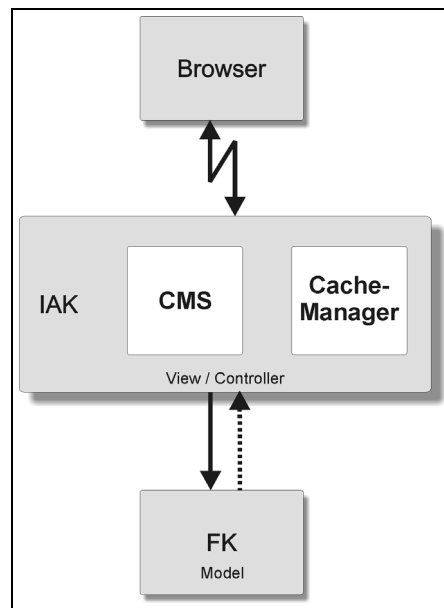 Browser
IAK
CMS
Cache-
Manager
View / Controller
FK
Model